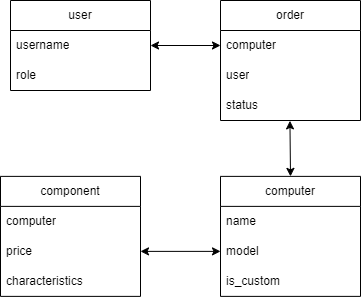 user
username
role
order
computer
user
status
component
computer
price
characteristics
computer
name
model
is_custom